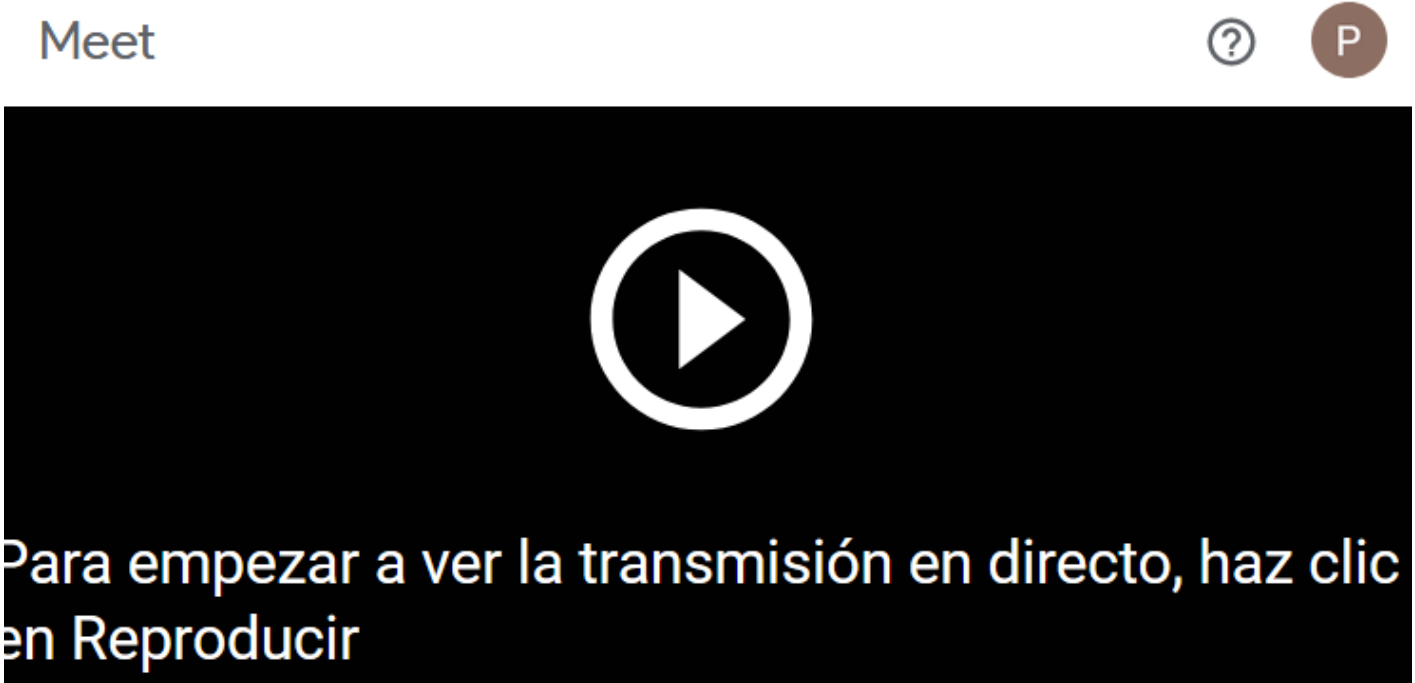 Meet
P
Para empezar a ver la transmisión en directo, haz clic
en Reproducir